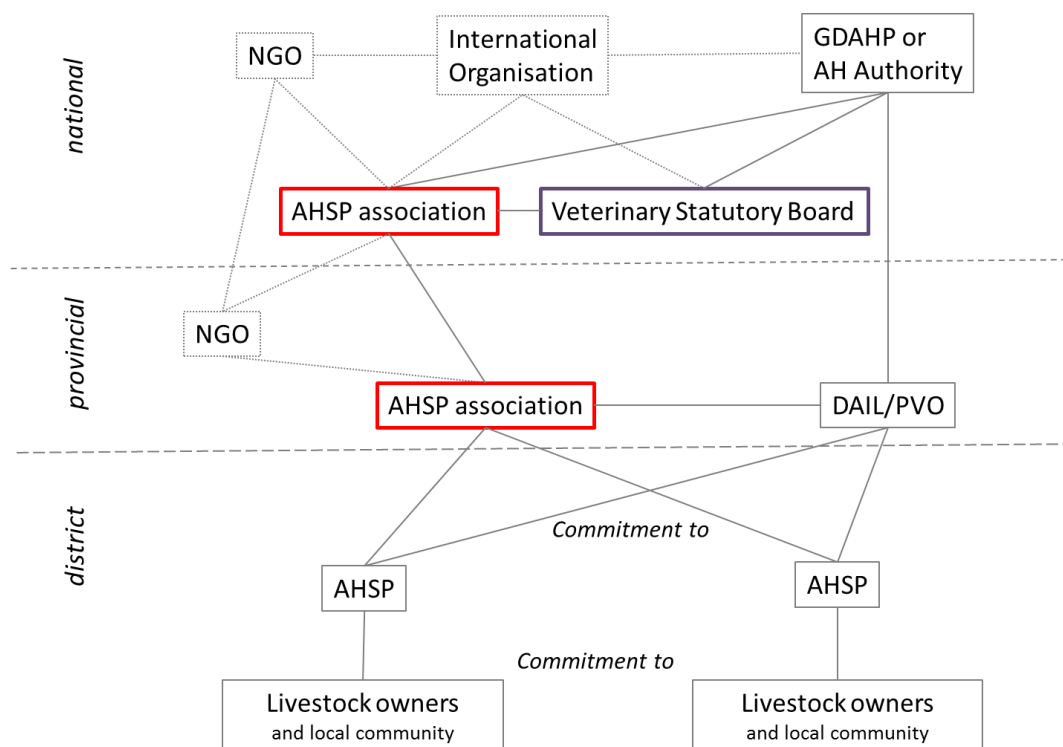 national
NGO
International
Organisation
GDAHP or
AH Authority
AHSP association
Veterinary Statutory Board
provincial
NGO
AHSP association
DAIL/PVO
district
Commitment to
AHSP
AHSP
Commitment to
Livestock owners
and local community
Livestock owners
and local community